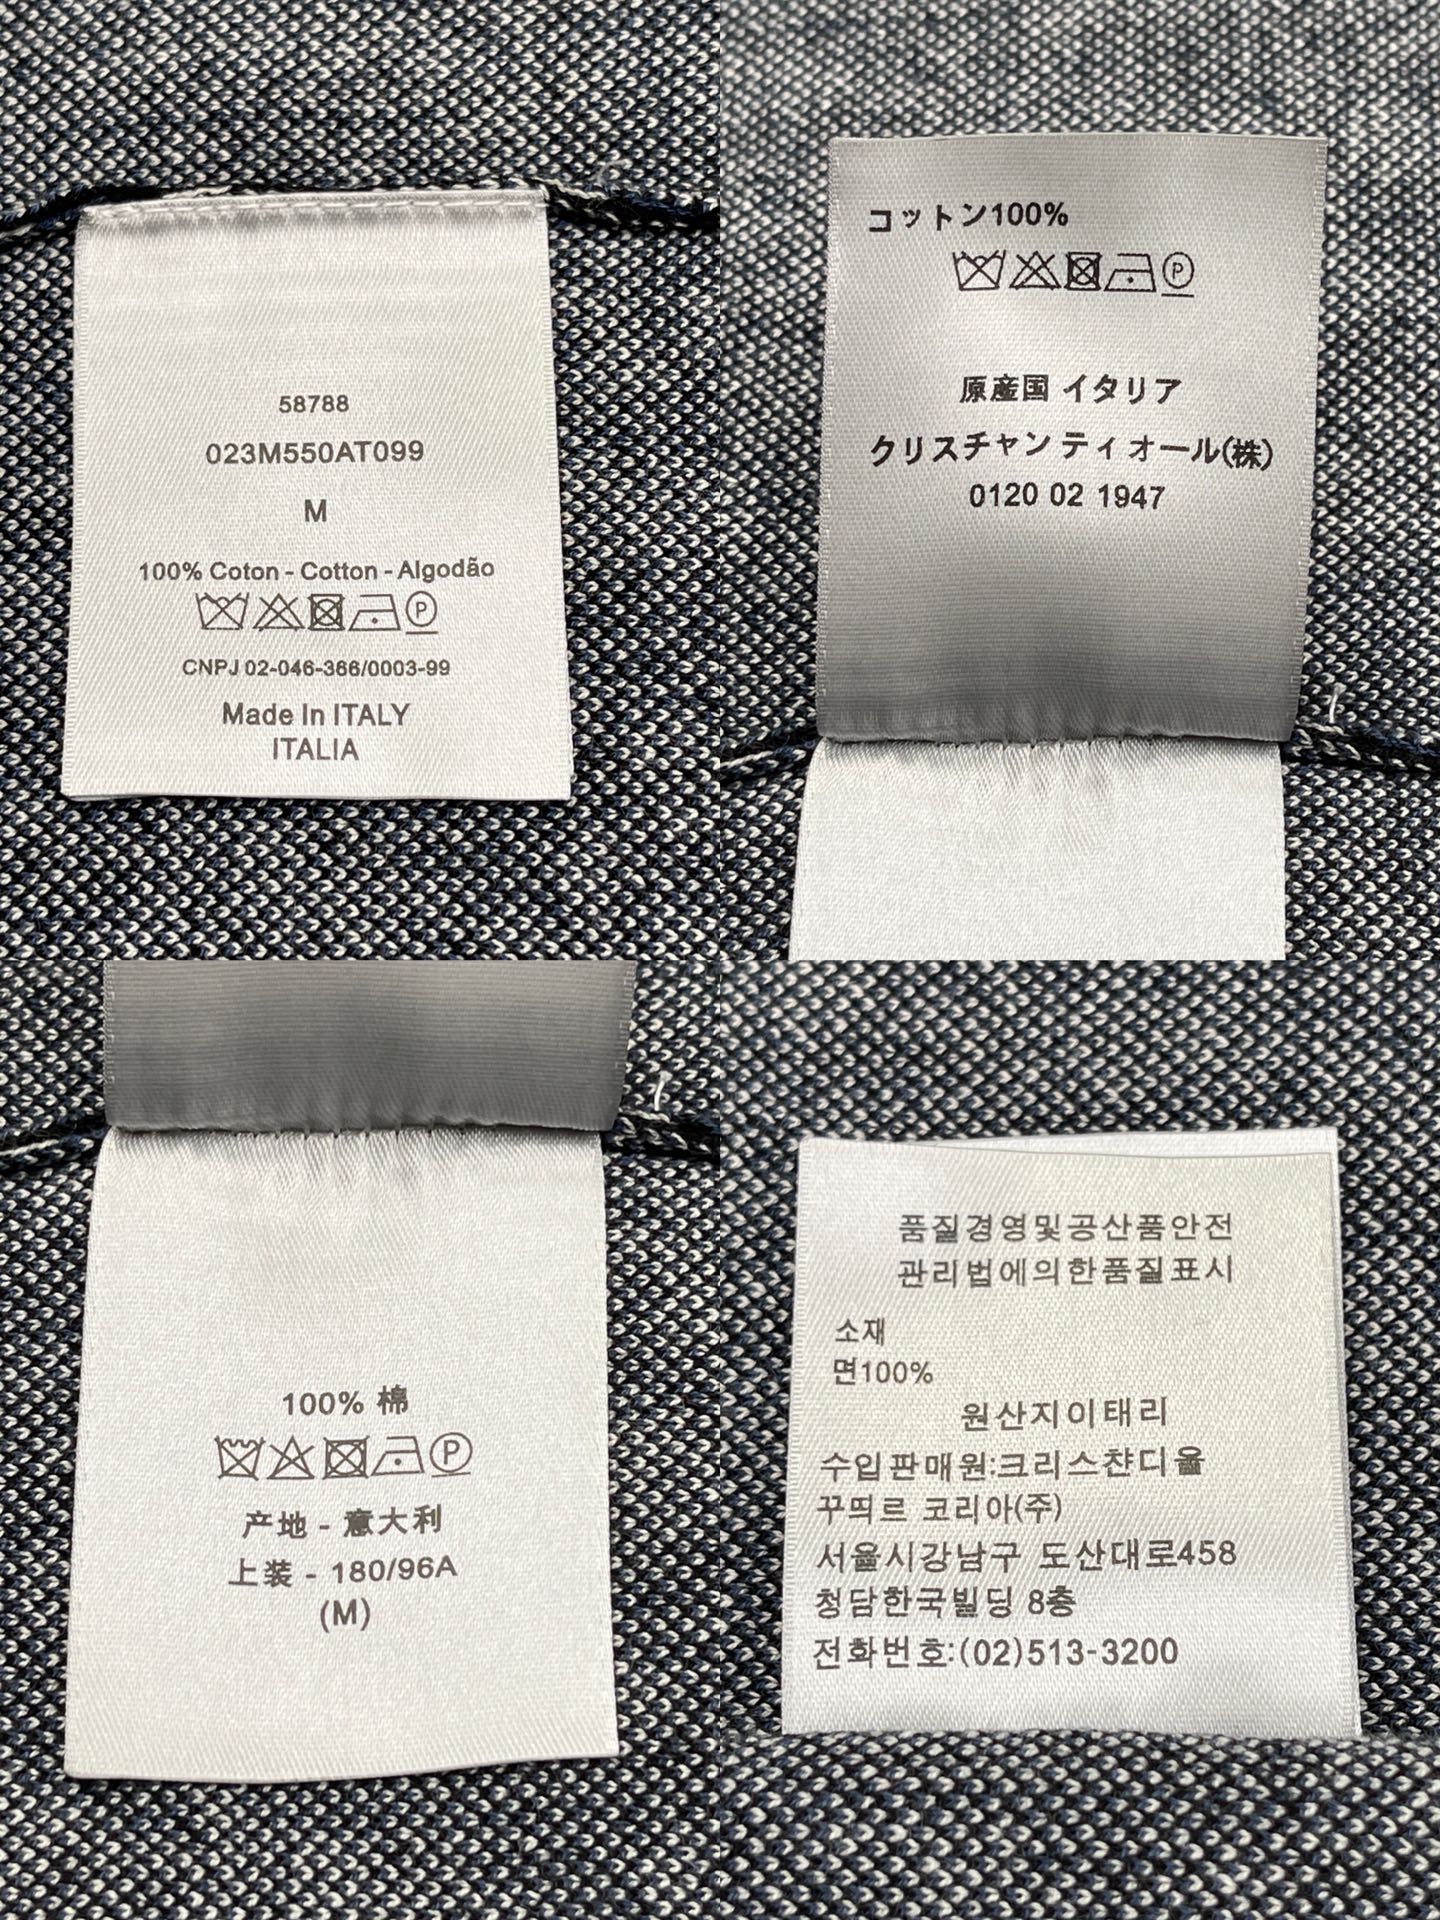 58788
023M550AT099
M
100% Coton - Cotton - Algodão
P
CNPJ 02-046-366/0003-99
Made In ITALY
ITALIA
コットン100%
P
原産国 イタリア
クリスチャン ティ オール(株)
0120 02 1947
100% 棉
P
产地 - 意大利
上装 - 180/96A
(M)
품질경영및공산품안전
관리법에의한품질표시
소재
면100%
원산지이태리
수입판매원:크리스챤디올
꾸띄르 코리아(주)
서울시강남구 도산대로458
청담한국빌딩 8층
전화번호:(02)513-3200